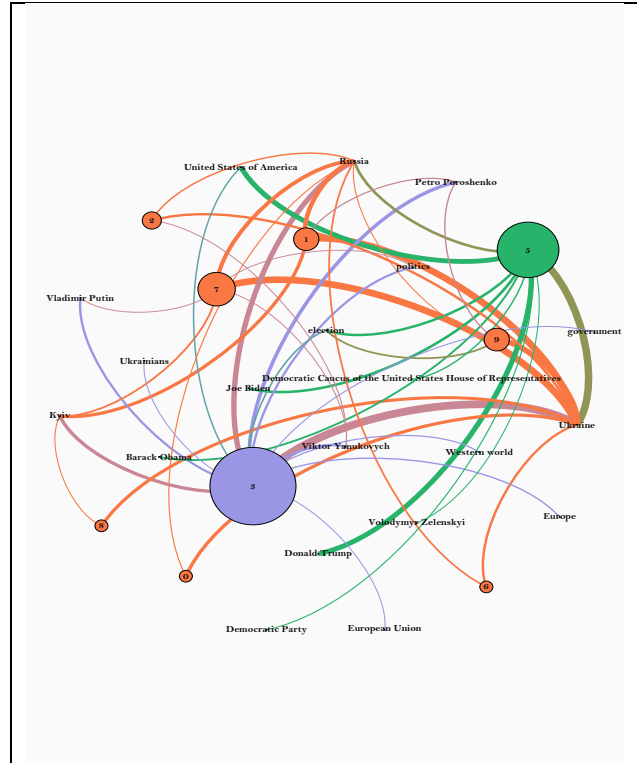 Russia
United States of America
Petro Poroshenko
2
1
5
politics
7
Vladimir Putin
election
government
9
Ukrainians
Democratic Caucus of the United States House of Representatives
Joe Biden
Kyiv
Ukraine
Viktor Yanukovych
Western world
Barack Obama
3
Europe
Volodymyr Zelenskyi
8
Donald Trump
0
6
Democratic Party
European Union